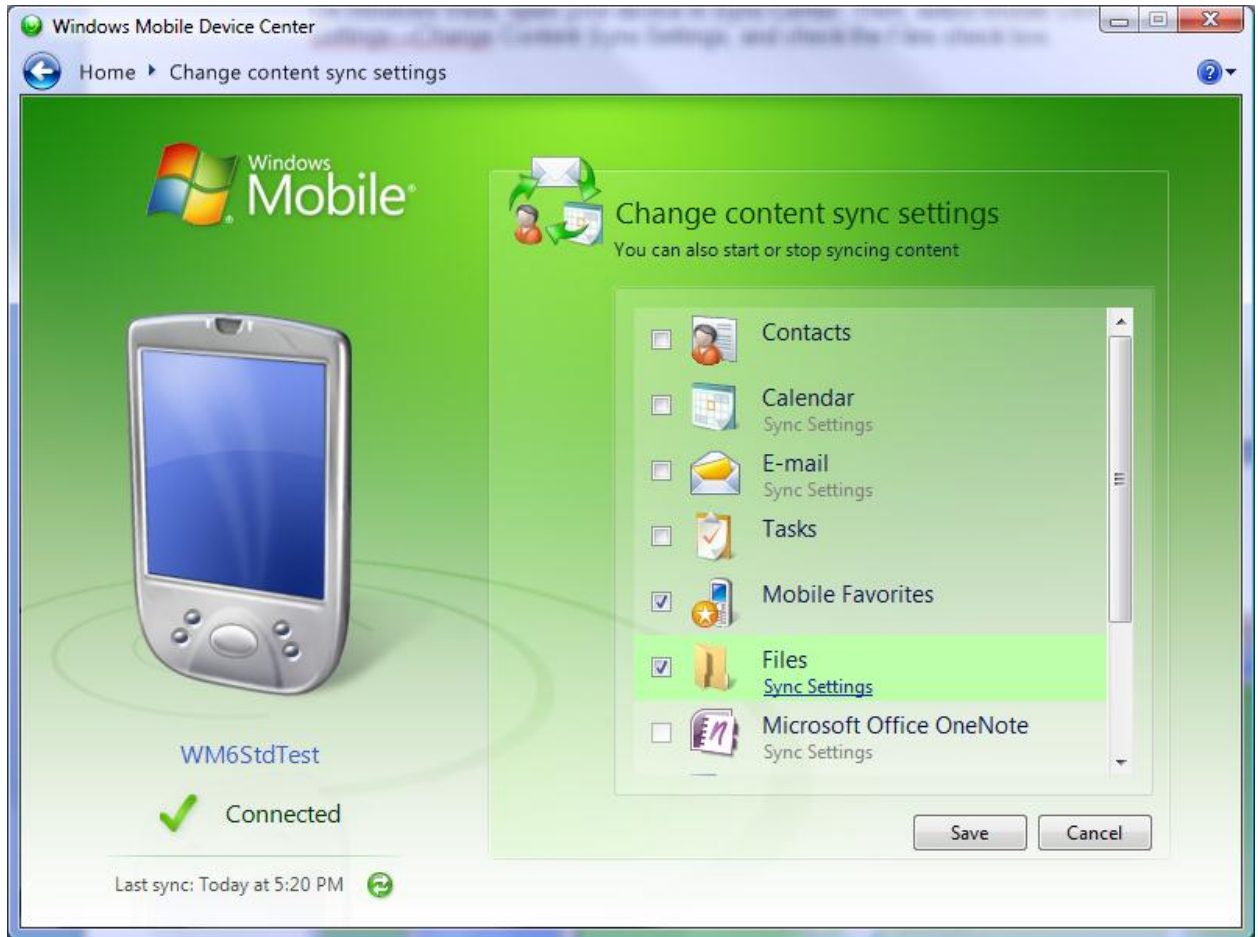 Windows Mobile Device Center
Home Change content sync settings
Windows
Mobile®
Change content sync settings
You can also start or stop syncing content
Contacts
Calendar
Sync Settings
E-mail
Sync Settings
Tasks
Mobile Favorites
Files
Sync Settings
Microsoft Office OneNote
Sync Settings
WM6StdTest
Connected
Save
Cancel
Last sync: Today at 5:20 PM